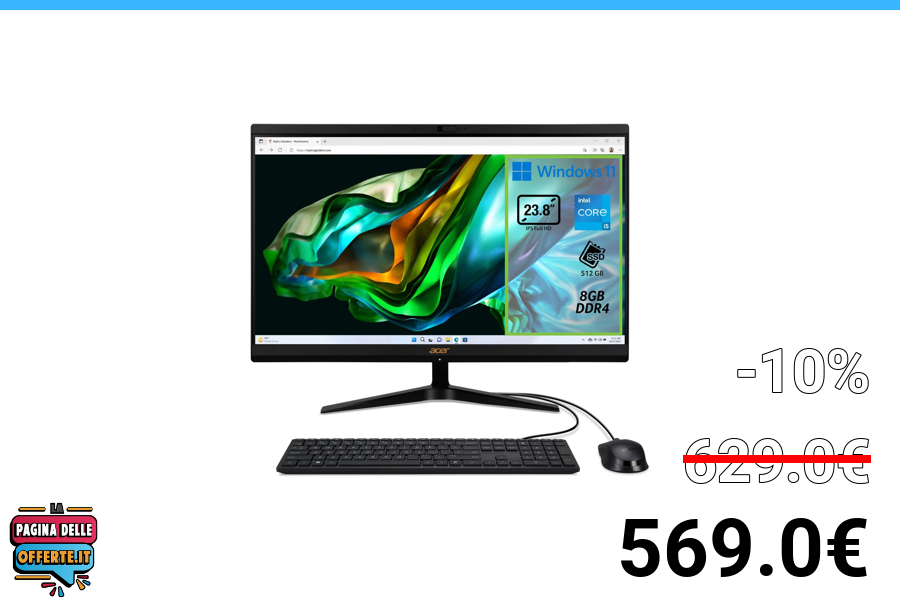 Windows 11
23.8"
IPS Full HD
intel
CORE
i5
SSD
512 GB
8GB
DDR4
acer
-10%
629.0€
569.0€
LA
PAGINA DELLE
OFFERTE.IT